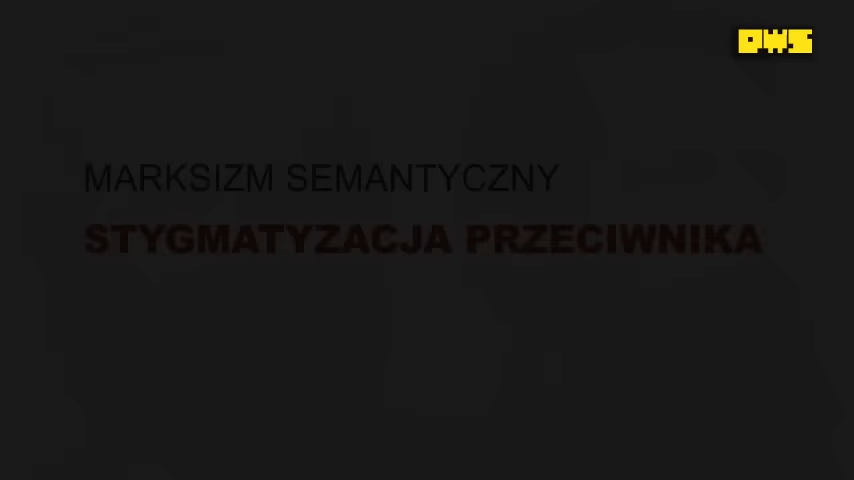 OWS
MARKSIZM SEMANTYCZNY
STYGMATYZACJA PRZECIWNIKA